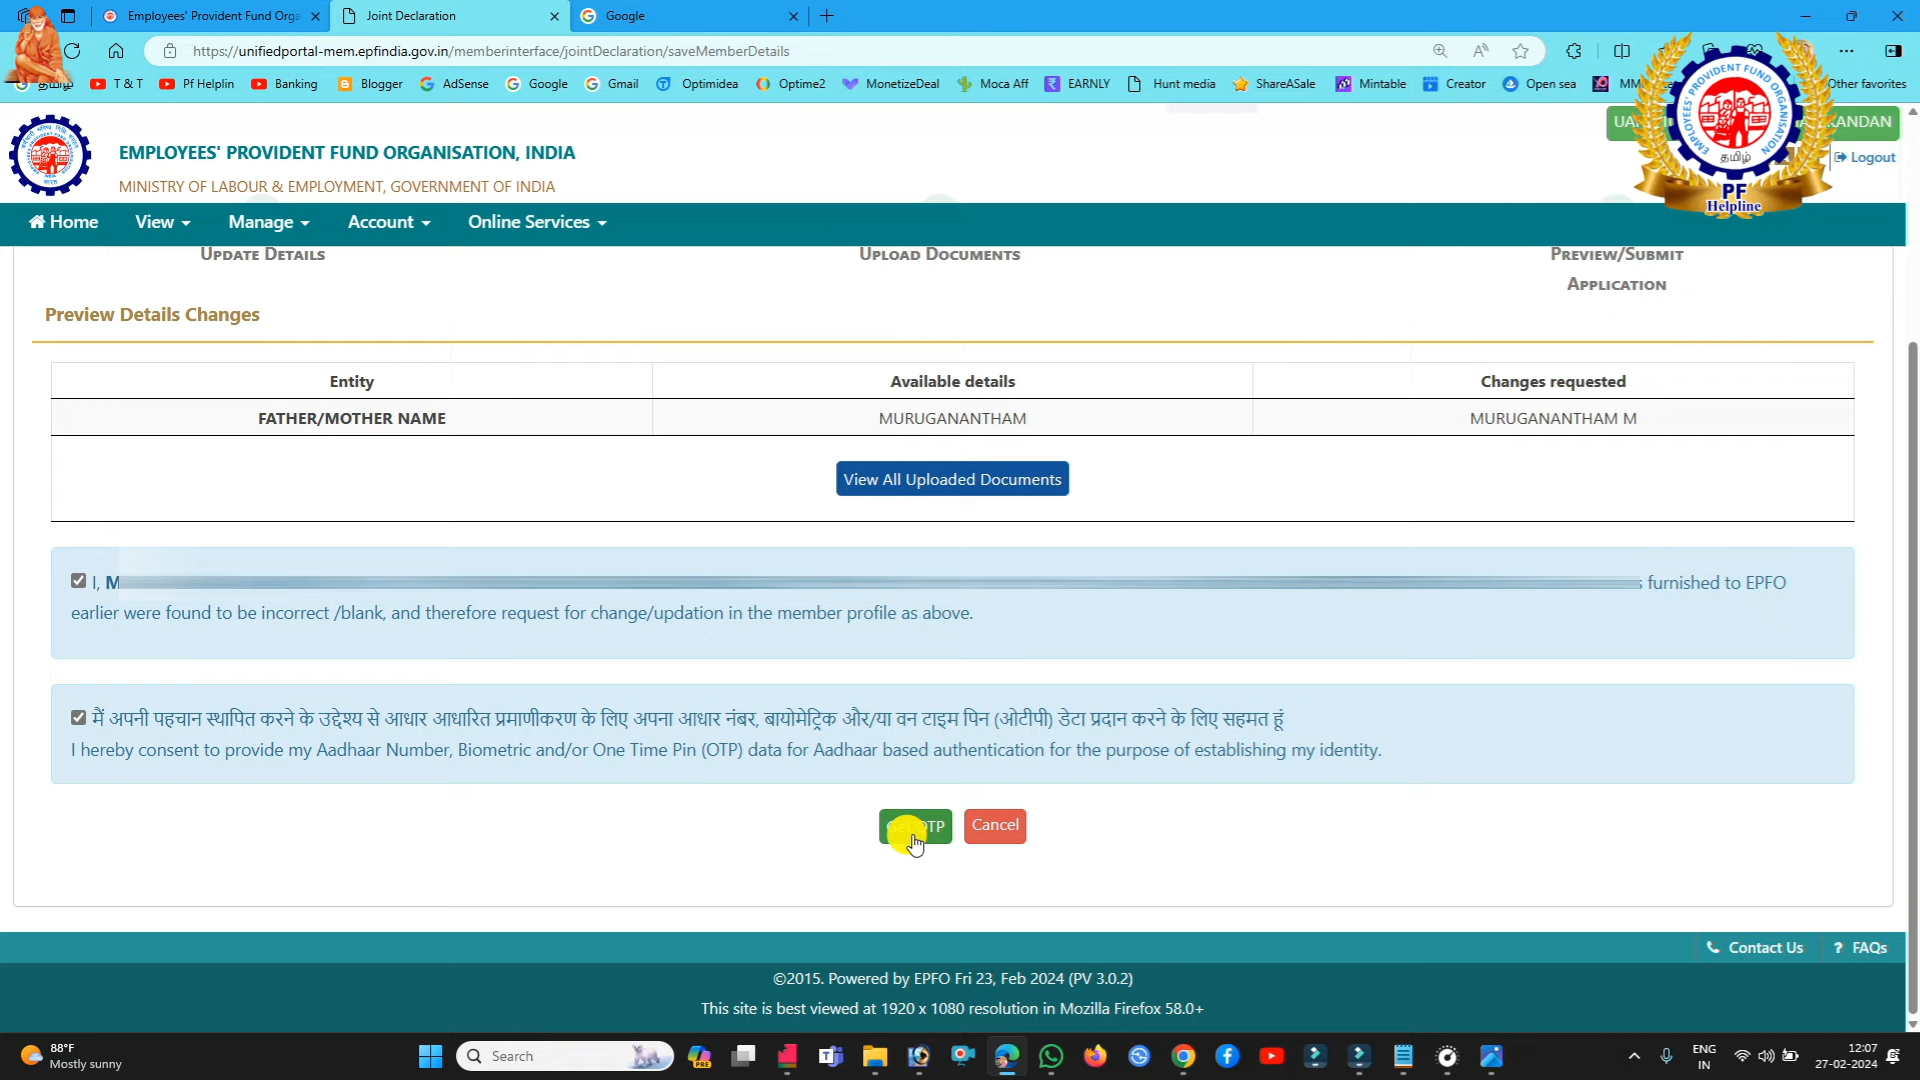 Employees' Provident Fund Orga
Joint Declaration
Google
https://unifiedportal-mem.epfindia.gov.in/memberinterface/jointDeclaration/saveMemberDetails
தமிழ்
T & T
Pf Helplin
Banking
Blogger
AdSense
Google
Gmail
Optimidea
Optime2
MonetizeDeal
Moca Aff
EARNLY
Hunt media
ShareASale
Mintable
Creator
Open sea
Other favorites
EMPLOYEES' PROVIDENT FUND ORGANISATION, INDIA
MINISTRY OF LABOUR & EMPLOYMENT, GOVERNMENT OF INDIA
Logout
EMPLOYEES' PROVIDENT FUND ORGANISATION
தமிழ்
PF
Helpline
Home
View
Manage
Account
Online Services
UPDATE DETAILS
UPLOAD DOCUMENTS
PREVIEW/SUBMIT
APPLICATION
Preview Details Changes
Entity
Available details
Changes requested
FATHER/MOTHER NAME
MURUGANANTHAM
MURUGANANTHAM M
View All Uploaded Documents
I, M furnished to EPFO
earlier were found to be incorrect /blank, and therefore request for change/updation in the member profile as above.
मैं अपनी पहचान स्थापित करने के उद्देश्य से आधार आधारित प्रमाणीकरण के लिए अपना आधार नंबर, बायोमेट्रिक और/या वन टाइम पिन (ओटीपी) डेटा प्रदान करने के लिए सहमत हूं
I hereby consent to provide my Aadhaar Number, Biometric and/or One Time Pin (OTP) data for Aadhaar based authentication for the purpose of establishing my identity.
Get OTP
Cancel
Contact Us
? FAQs
©2015. Powered by EPFO Fri 23, Feb 2024 (PV 3.0.2)
This site is best viewed at 1920 x 1080 resolution in Mozilla Firefox 58.0+
88°F
Mostly sunny
Search
ENG
IN
12:07
27-02-2024